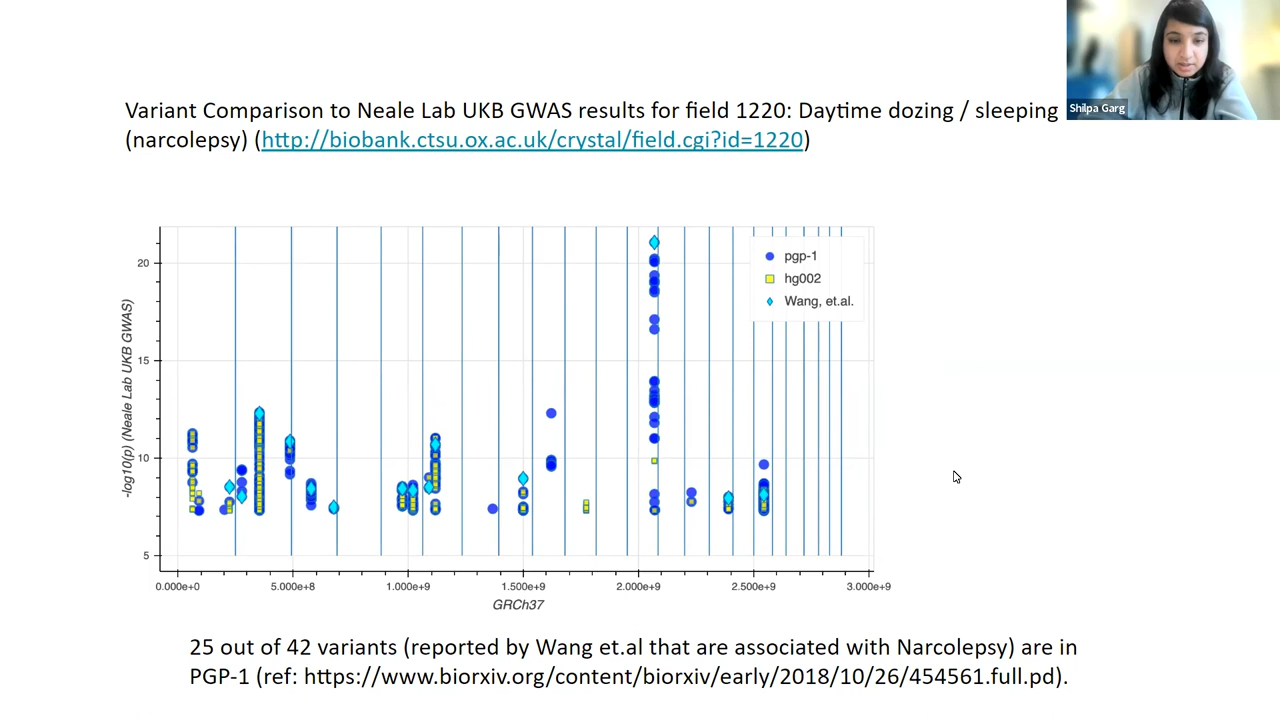 Shilpa Garg
Variant Comparison to Neale Lab UKB GWAS results for field 1220: Daytime dozing / sleeping
(narcolepsy) (http://biobank.ctsu.ox.ac.uk/crystal/field.cgi?id=1220)
-log10(p) (Neale Lab UKB GWAS)
20
15
10
5
pgp-1
hg002
Wang, et.al.
0.000e+0 5.000e+8 1.000e+9 1.500e+9 2.000e+9 2.500e+9 3.000e+9
GRCh37
25 out of 42 variants (reported by Wang et.al that are associated with Narcolepsy) are in
PGP-1 (ref: https://www.biorxiv.org/content/biorxiv/early/2018/10/26/454561.full.pd).